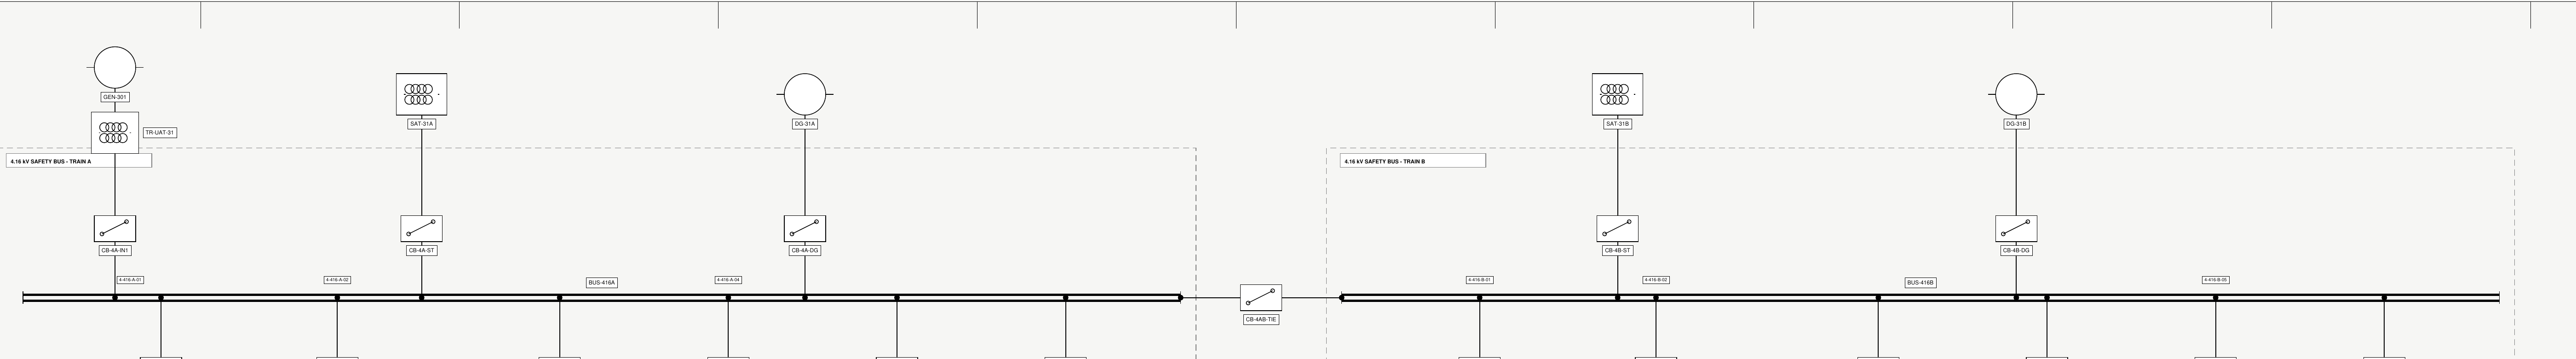 GEN-301
TR-UAT-31
SAT-31A
DG-31A
SAT-31B
DG-31B
4.16 kV SAFETY BUS - TRAIN A
4.16 kV SAFETY BUS - TRAIN B
CB-4A-IN1
CB-4A-ST
CB-4A-DG
CB-4B-ST
CB-4B-DG
4-416-A-01
4-416-A-02
BUS-416A
4-416-A-04
4-416-B-01
4-416-B-02
BUS-416B
4-416-B-05
CB-4AB-TIE